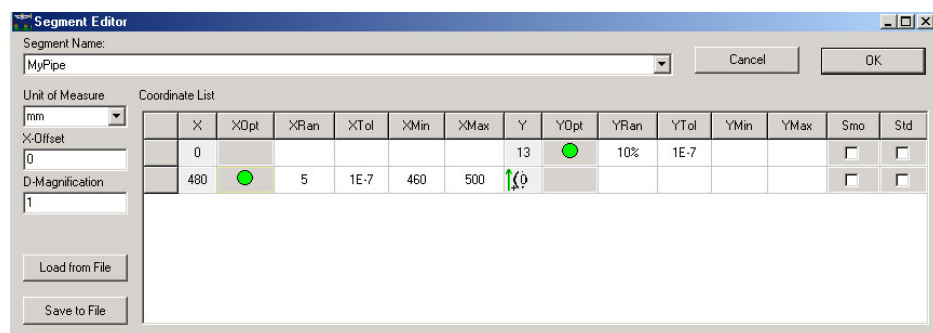 Segment Editor
Segment Name:
MyPipe
Cancel
OK
Unit of Measure
mm
X-Offset
0
D-Magnification
1
Load from File
Save to File
Coordinate List
X XOpt XRan XTol XMin XMax Y YOpt YRan YTol YMin YMax Smo Std
0 13 10% 1E-7
480 5 1E-7 460 500